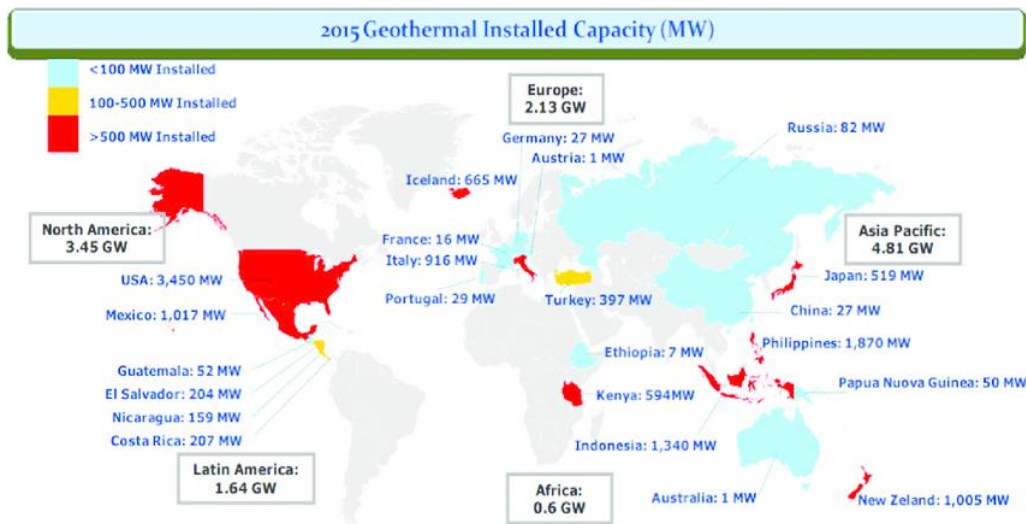 2015 Geothermal Installed Capacity (MW)
<100 MW Installed
100-500 MW Installed
>500 MW Installed
Europe:
2.13 GW
Germany: 27 MW
Austria: 1 MW
Russia: 82 MW
Iceland: 665 MW
North America:
3.45 GW
Asia Pacific:
4.81 GW
France: 16 MW
Italy: 916 MW
Portugal: 29 MW
Turkey: 397 MW
USA: 3,450 MW
Mexico: 1,017 MW
Japan: 519 MW
China: 27 MW
Philippines: 1,870 MW
Guatemala: 52 MW
El Salvador: 204 MW
Nicaragua: 159 MW
Costa Rica: 207 MW
Ethiopia: 7 MW
Kenya: 594MW
Papua Nuova Guinea: 50 MW
Indonesia: 1,340 MW
Latin America:
1.64 GW
Africa:
0.6 GW
Australia: 1 MW
New Zeland: 1,005 MW